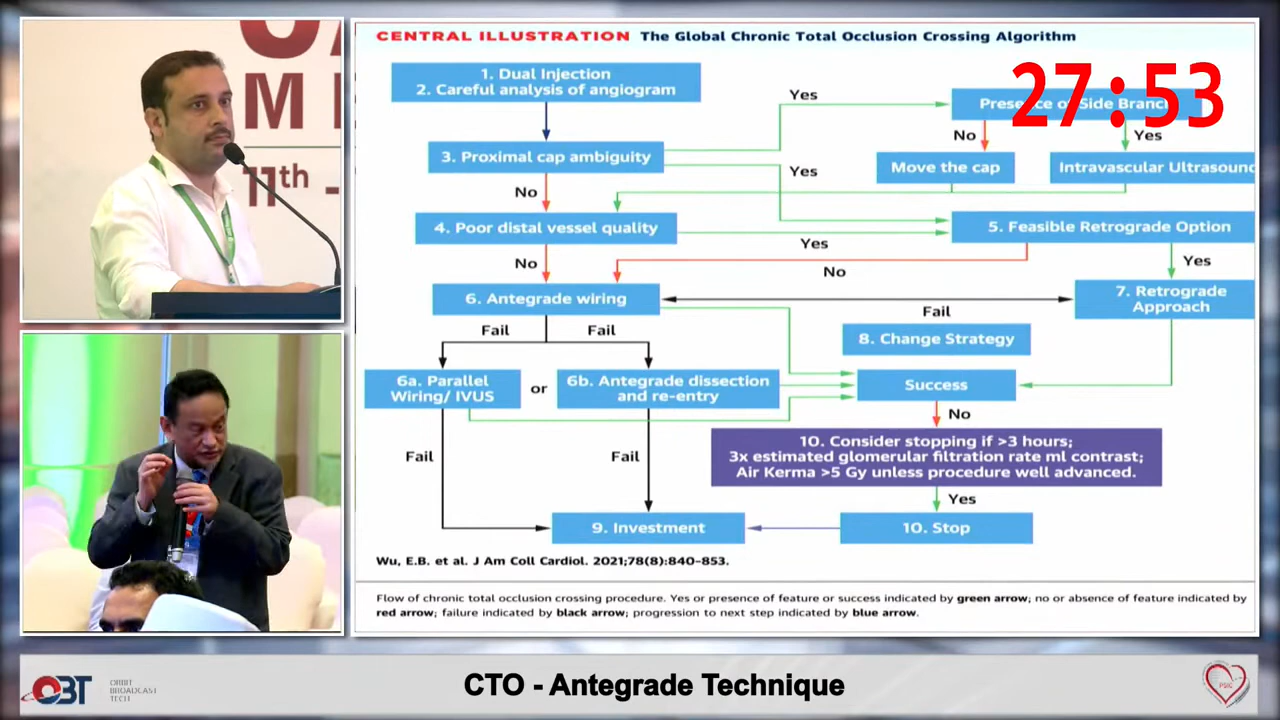 M
11th -
CENTRAL ILLUSTRATION The Global Chronic Total Occlusion Crossing Algorithm
27:53
1. Dual Injection
2. Careful analysis of angiogram
Yes
Presence of Side Branch
No
Yes
3. Proximal cap ambiguity
Yes
Move the cap
Intravascular Ultrasound
No
4. Poor distal vessel quality
Yes
5. Feasible Retrograde Option
No
No
Yes
6. Antegrade wiring
Fail
7. Retrograde
Approach
Fail
Fail
8. Change Strategy
6a. Parallel
Wiring/ IVUS
or
6b. Antegrade dissection
and re-entry
Success
No
10. Consider stopping if >3 hours;
3x estimated glomerular filtration rate ml contrast;
Air Kerma >5 Gy unless procedure well advanced.
Fail
Fail
Yes
9. Investment
10. Stop
Wu, E.B. et al. J Am Coll Cardiol. 2021;78(8):840–853.
Flow of chronic total occlusion crossing procedure. Yes or presence of feature or success indicated by green arrow; no or absence of feature indicated by
red arrow; failure indicated by black arrow; progression to next step indicated by blue arrow.
OBT
ORBIT
BROADCAST
TECH
CTO - Antegrade Technique